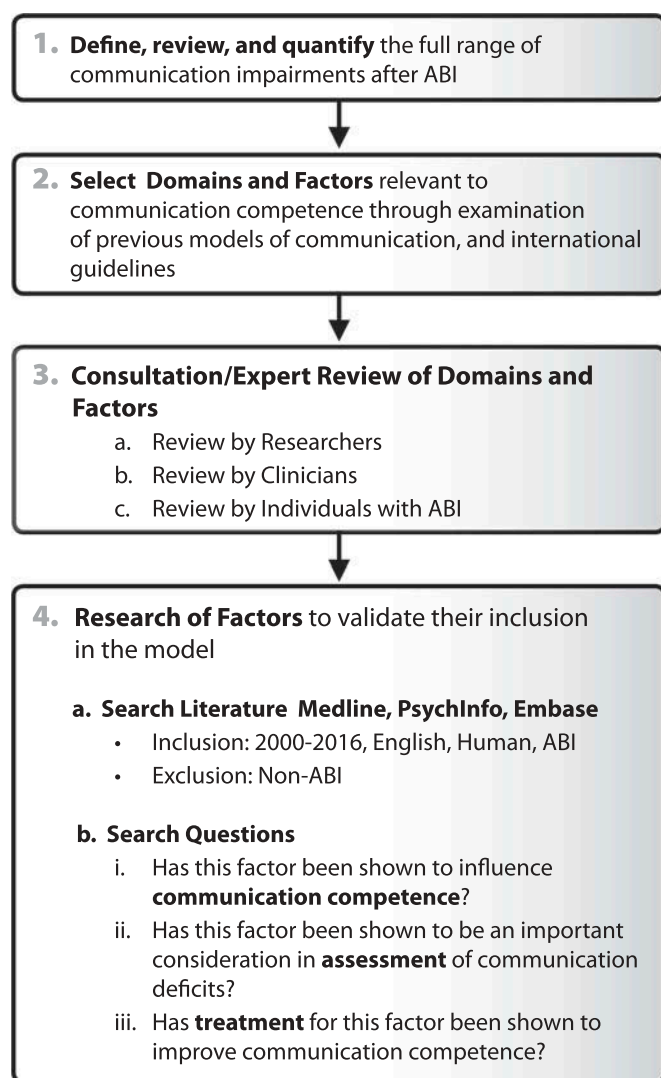 1. Define, review, and quantify the full range of
communication impairments after ABI
2. Select Domains and Factors relevant to
communication competence through examination
of previous models of communication, and international
guidelines
3. Consultation/Expert Review of Domains and
Factors
a. Review by Researchers
b. Review by Clinicians
c. Review by Individuals with ABI
4. Research of Factors to validate their inclusion
in the model
a. Search Literature Medline, PsychInfo, Embase
• Inclusion: 2000-2016, English, Human, ABI
• Exclusion: Non-ABI
b. Search Questions
i. Has this factor been shown to influence
communication competence?
ii. Has this factor been shown to be an important
consideration in assessment of communication
deficits?
iii. Has treatment for this factor been shown to
improve communication competence?